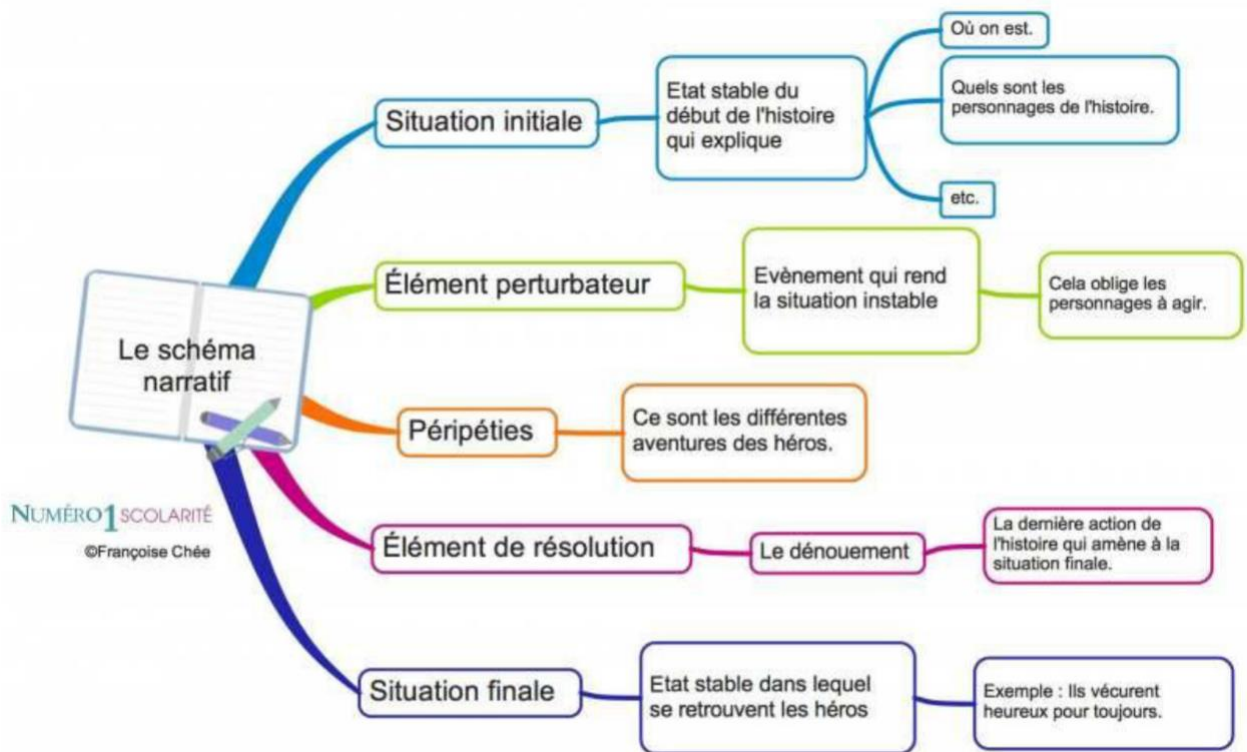 Le schéma
narratif
Situation initiale
Etat stable du
début de l'histoire
qui explique
Où on est.
Quels sont les
personnages de l'histoire.
etc.
Élément perturbateur
Evènement qui rend
la situation instable
Cela oblige les
personnages à agir.
Péripéties
Ce sont les différentes
aventures des héros.
Élément de résolution
Le dénouement
La dernière action de
l'histoire qui amène à la
situation finale.
Situation finale
Etat stable dans lequel
se retrouvent les héros
Exemple : Ils vécurent
heureux pour toujours.
NUMÉRO1 SCOLARITÉ
©Françoise Chée